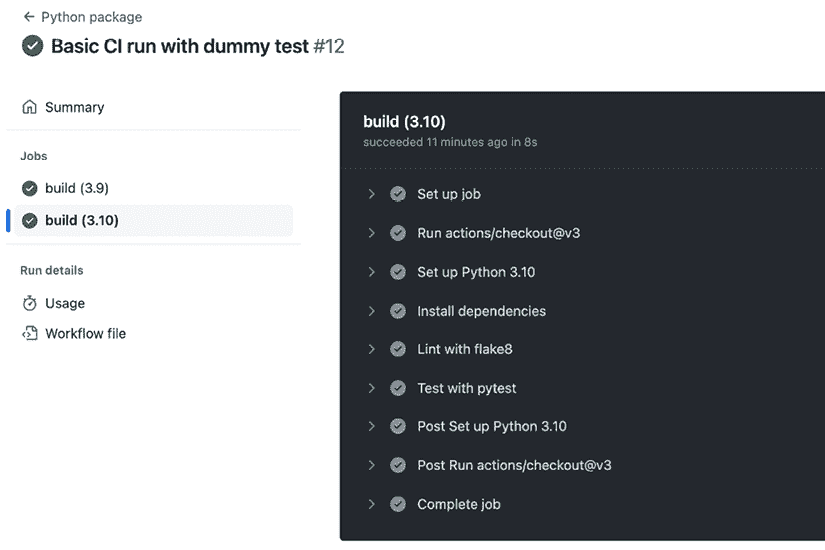 Python package
Basic CI run with dummy test #12
Summary
Jobs
build (3.9)
build (3.10)
Run details
Usage
Workflow file
build (3.10)
succeeded 11 minutes ago in 8s
Set up job
Run actions/checkout@v3
Set up Python 3.10
Install dependencies
Lint with flake8
Test with pytest
Post Set up Python 3.10
Post Run actions/checkout@v3
Complete job